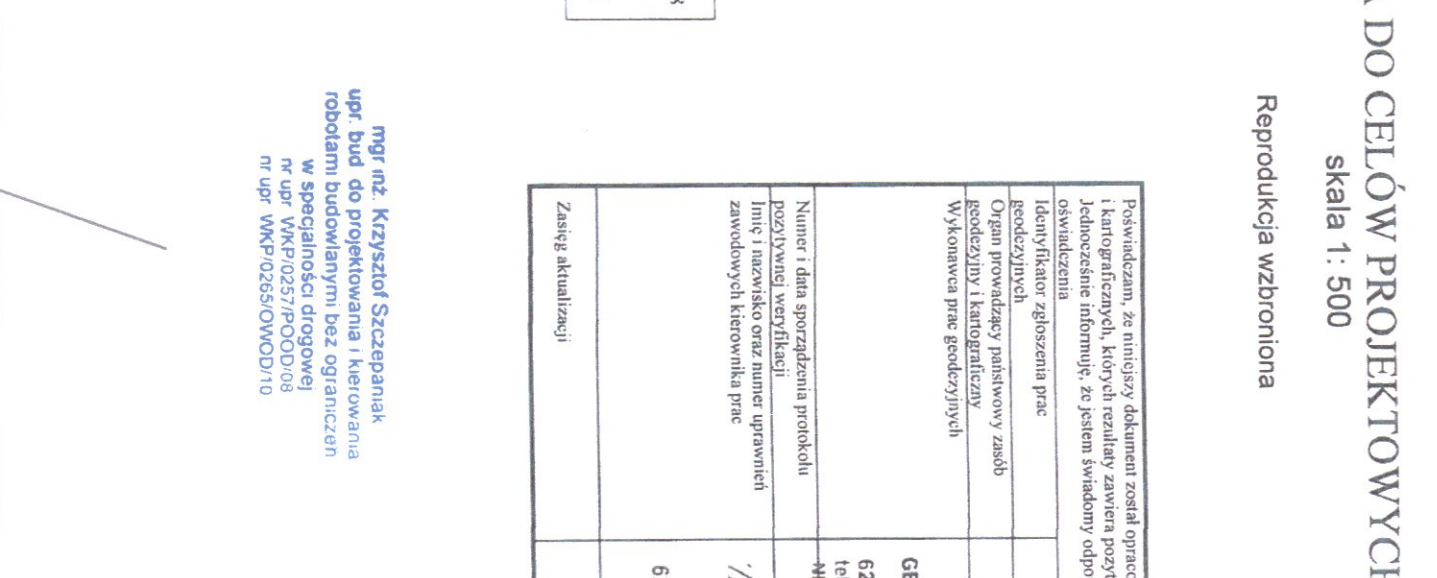 DO CELÓW PROJEKTOWYCH
skala 1: 500
Reprodukcja wzbroniona
Poświadczam, że niniejszy dokument został opraco
i kartograficznych, których rezultaty zawiera pozyt
Jednocześnie informuję, że jestem świadomy odpo
oświadczenia
Identyfikator zgłoszenia prac
geodezyjnych
Organ prowadzący państwowy zasób
geodezyjny i kartograficzny
Wykonawca prac geodezyjnych
GE
62
tel
Numer i data sporządzenia protokołu
pozytywnej weryfikacji
Imię i nazwisko oraz numer uprawnień
zawodowych kierownika prac
6
Zasięg aktualizacji
mgr inż. Krzysztof Szczepaniak
upr. bud do projektowania i kierowania
robotami budowlanymi bez ograniczeń
w specjalności drogowej
nr upr WKP/0257/POOD/08
nr upr WKP/0265/OWOD/10